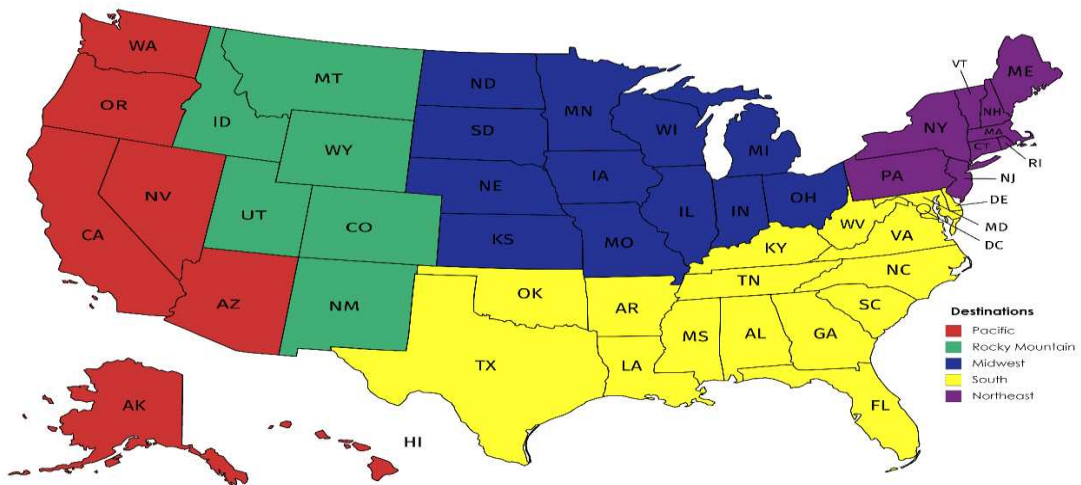 WA
MT
ND
MN
VT
ME
OR
ID
SD
WI
MI
NY
NH
MA
CT
RI
WY
NE
IA
PA
NJ
NV
UT
CO
IL
IN
OH
DE
MD
DC
CA
KS
MO
WV
VA
KY
AZ
NM
OK
AR
TN
NC
SC
TX
LA
MS
AL
GA
FL
AK
HI
Destinations
Pacific
Rocky Mountain
Midwest
South
Northeast